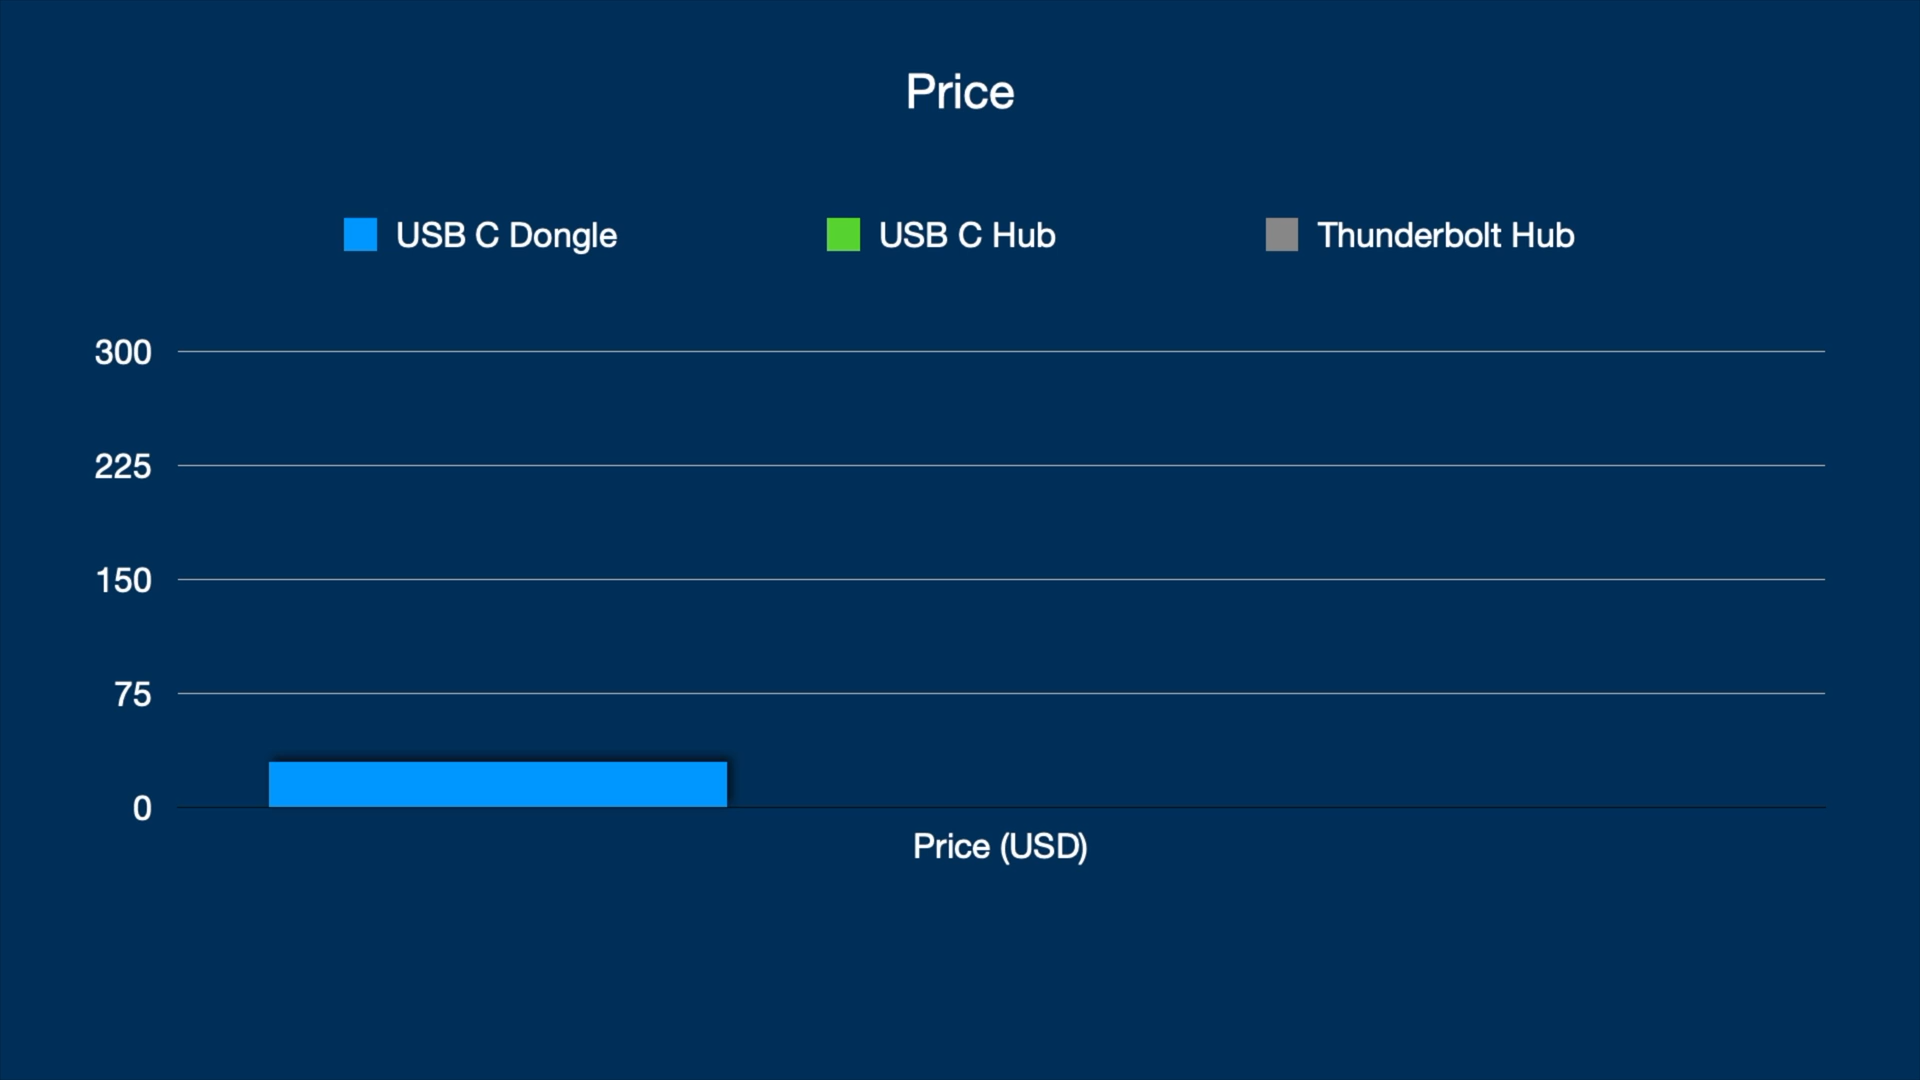 Price
USB C Dongle
USB C Hub
Thunderbolt Hub
300
225
150
75
0
Price (USD)